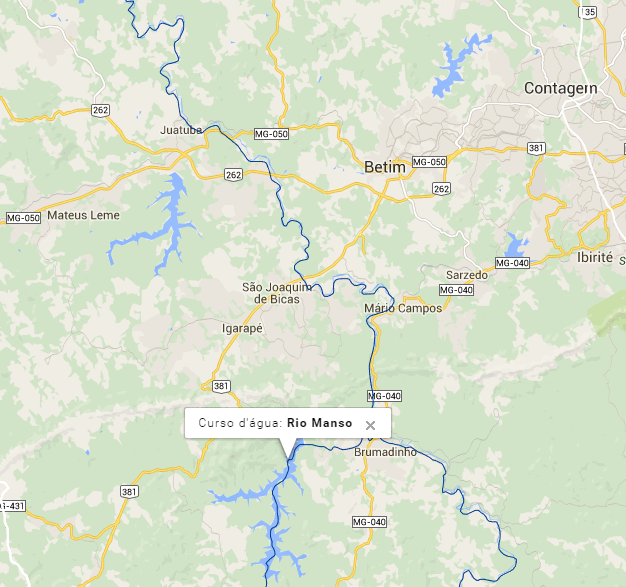 35
Contagem
262
Juatuba
MG-050
381
Betim
MG-050
262
262
MG-050
Mateus Leme
Ibirité
MG-040
Sarzedo
São Joaquim
de Bicas
MG-040
Mário Campos
Igarapé
381
MG-040
Curso d'água: Rio Manso
Brumadinho
381
-431
MG-040